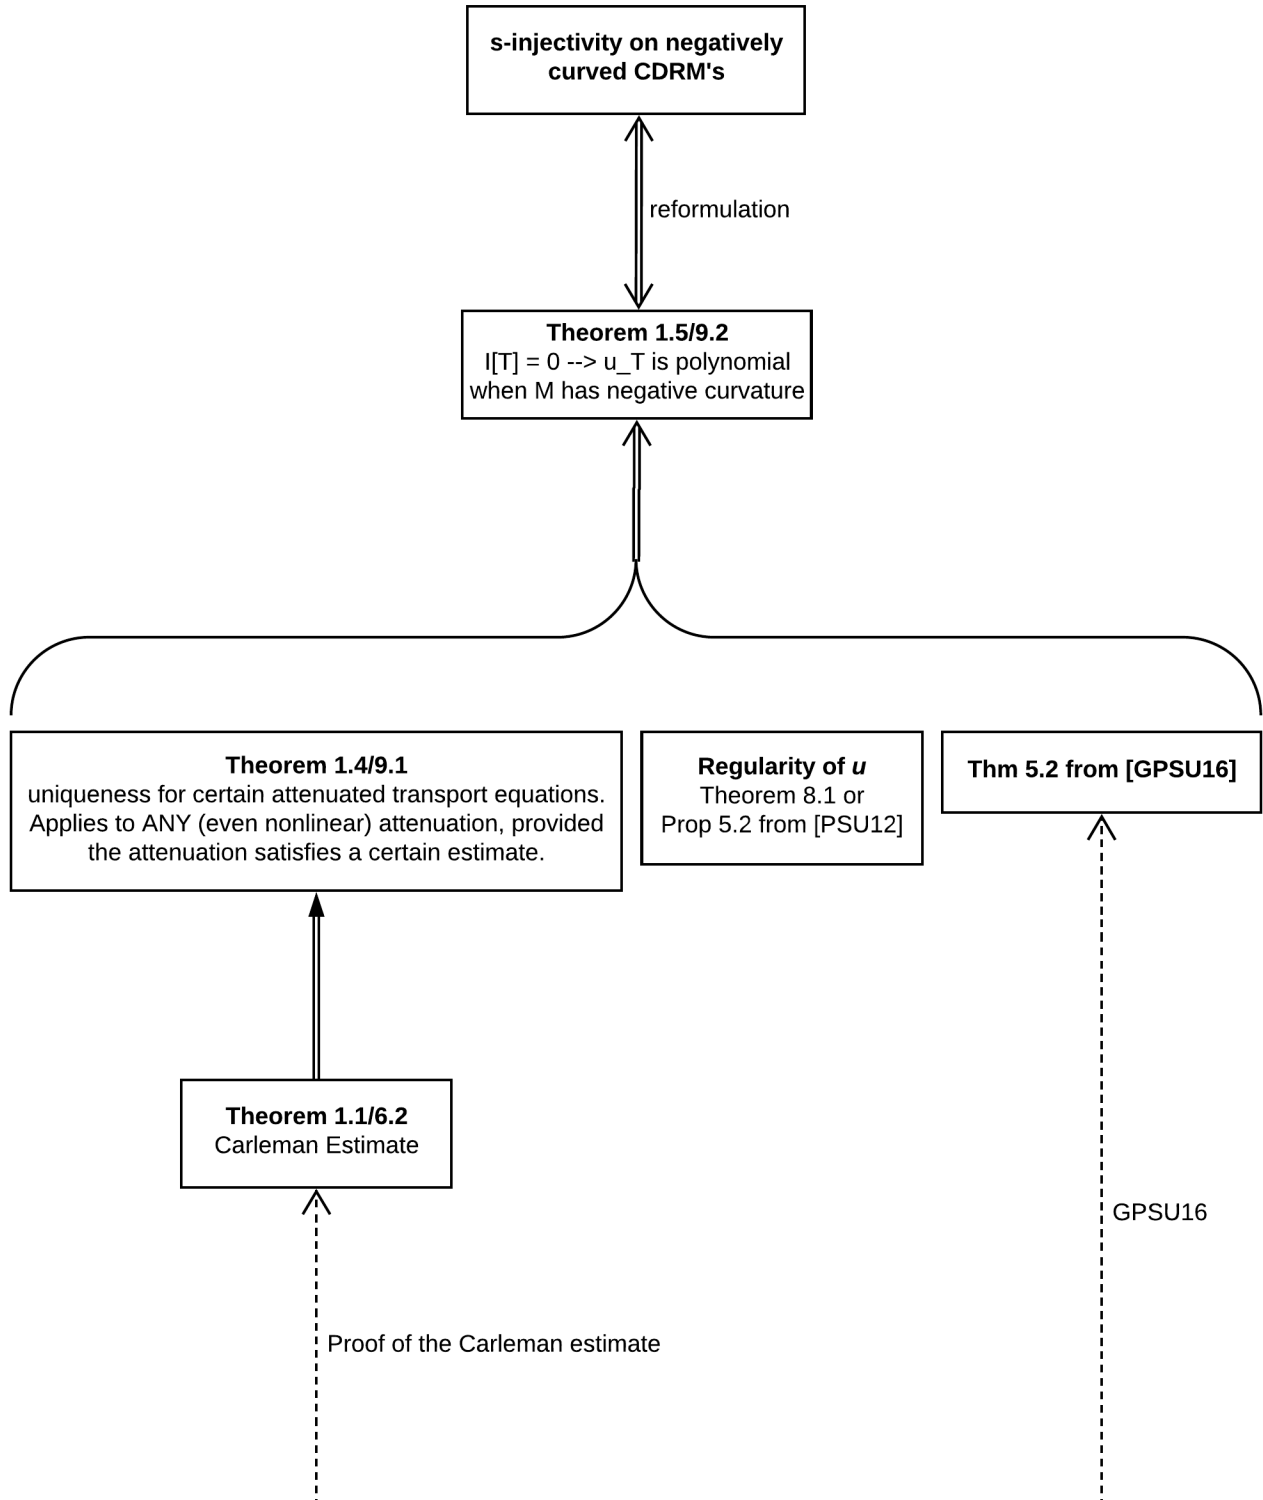 s-injectivity on negatively
curved CDRM's
reformulation
Theorem 1.5/9.2
I[T] = 0 --> u_T is polynomial
when M has negative curvature
Theorem 1.4/9.1
uniqueness for certain attenuated transport equations.
Applies to ANY (even nonlinear) attenuation, provided
the attenuation satisfies a certain estimate.
Regularity of u
Theorem 8.1 or
Prop 5.2 from [PSU12]
Thm 5.2 from [GPSU16]
Theorem 1.1/6.2
Carleman Estimate
GPSU16
Proof of the Carleman estimate